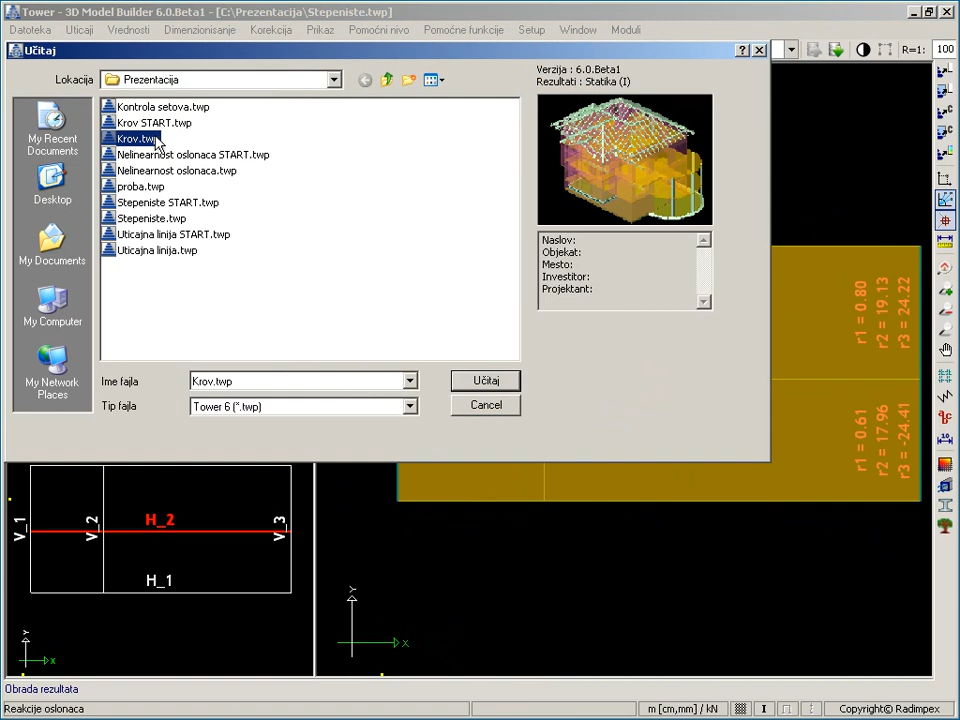 Tower - 3D Model Builder 6.0.Beta1 - [C:\Prezentacija\Stepeniste.twp]
Datoteka Uticaji Vrednosti Dimenzionisanje Korekcija Prikaz Pomoćni nivo Pomoćne funkcije Setup Window Moduli
Učitaj
R=1: 100
Lokacija Prezentacija
Verzija : 6.0.Beta1
Rezultati : Statika (I)
My Recent Documents
Desktop
My Documents
My Computer
My Network Places
Kontrola setova.twp
Krov START.twp
Krov.twp
Nelinearnost oslonaca START.twp
Nelinearnost oslonaca.twp
proba.twp
Stepeniste START.twp
Stepeniste.twp
Uticajna linija START.twp
Uticajna linija.twp
Naslov:
Objekat:
Mesto:
Investitor:
Projektant:
Ime fajla Krov.twp Učitaj
Tip fajla Tower 6 (*.twp) Cancel
r1 = 0.80
r2 = 19.13
r3 = 24.22
r1 = 0.61
r2 = 17.96
r3 = -24.41
V_1
V_2
V_3
H_2
H_1
Y
X
Y
X
Obrada rezultata
Reakcije oslonaca m [cm,mm] / kN Copyright© Radimpex